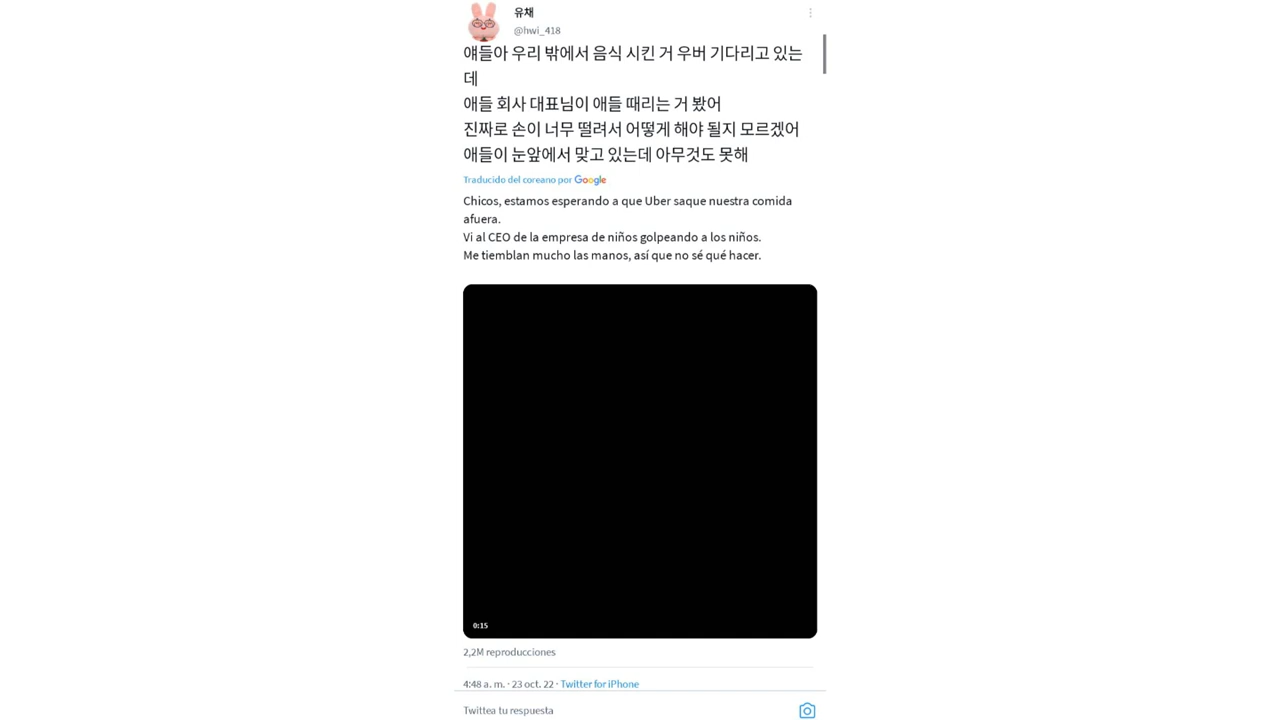 유채
@hwi_418
얘들아 우리 밖에서 음식 시킨 거 우버 기다리고 있는
데
애들 회사 대표님이 애들 때리는 거 봤어
진짜로 손이 너무 떨려서 어떻게 해야 될지 모르겠어
애들이 눈앞에서 맞고 있는데 아무것도 못해
Traducido del coreano por Google
Chicos, estamos esperando a que Uber saque nuestra comida
afuera.
Vi al CEO de la empresa de niños golpeando a los niños.
Me tiemblan mucho las manos, así que no sé qué hacer.
0:15
2,2M reproducciones
4:48 a. m. · 23 oct. 22 · Twitter for iPhone
Twittea tu respuesta